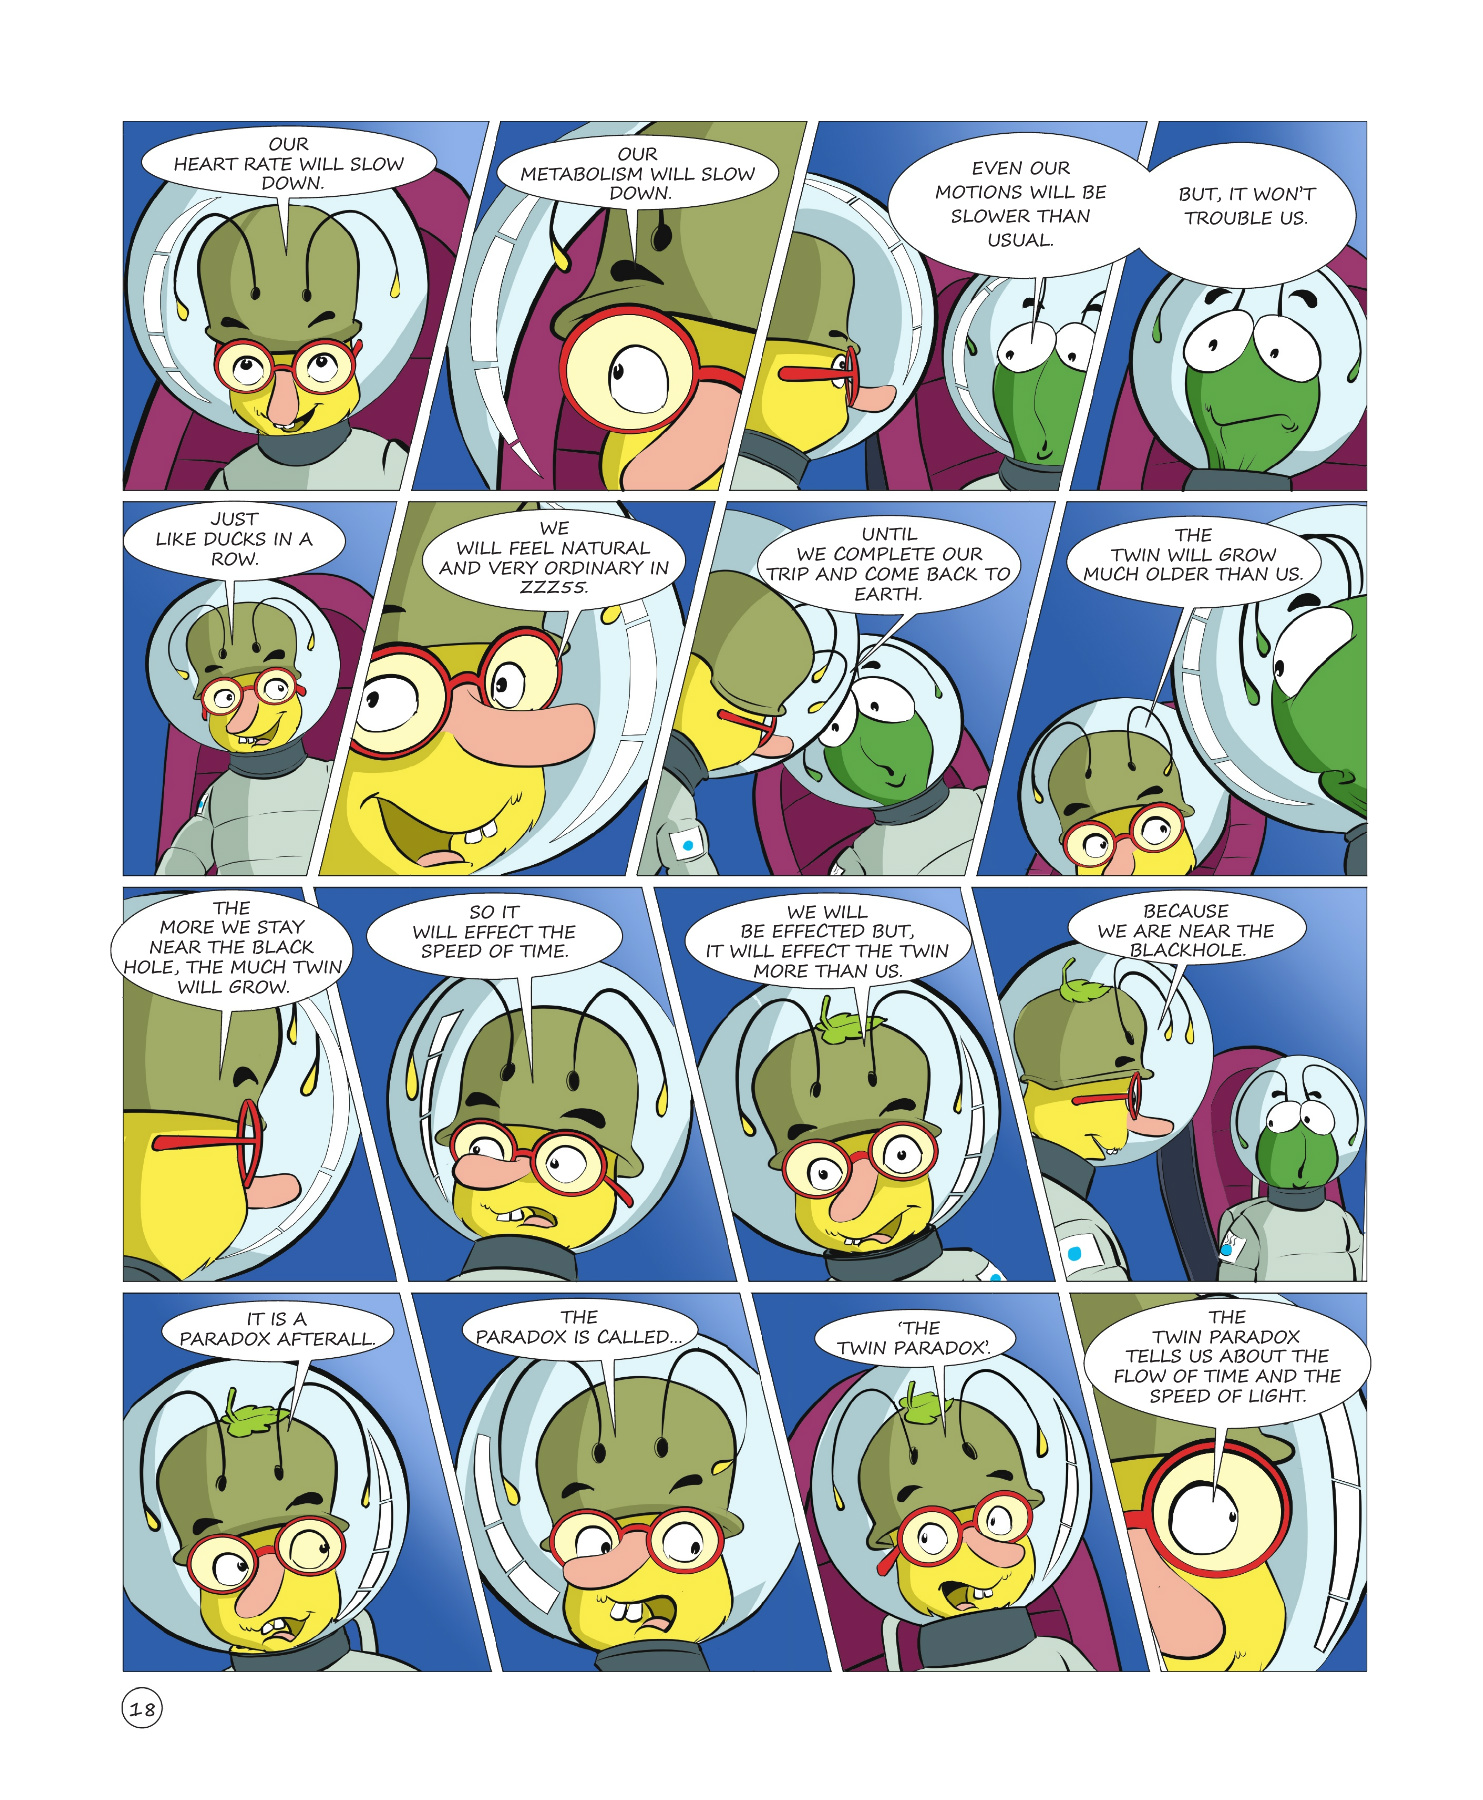 OUR
HEART RATE WILL SLOW
DOWN.
OUR
METABOLISM WILL SLOW
DOWN.
EVEN OUR
MOTIONS WILL BE
SLOWER THAN
USUAL.
BUT, IT WON'T
TROUBLE US.
JUST
LIKE DUCKS IN A
ROW.
WE
WILL FEEL NATURAL
AND VERY ORDINARY IN
ZZZ55.
UNTIL
WE COMPLETE OUR
TRIP AND COME BACK TO
EARTH.
THE
TWIN WILL GROW
MUCH OLDER THAN US.
THE
MORE WE STAY
NEAR THE BLACK
HOLE, THE MUCH TWIN
WILL GROW.
SO IT
WILL EFFECT THE
SPEED OF TIME.
WE WILL
BE EFFECTED BUT,
IT WILL EFFECT THE TWIN
MORE THAN US.
BECAUSE
WE ARE NEAR THE
BLACKHOLE.
IT IS A
PARADOX AFTERALL.
THE
PARADOX IS CALLED...
'THE
TWIN PARADOX'.
THE
TWIN PARADOX
TELLS US ABOUT THE
FLOW OF TIME AND THE
SPEED OF LIGHT.
18